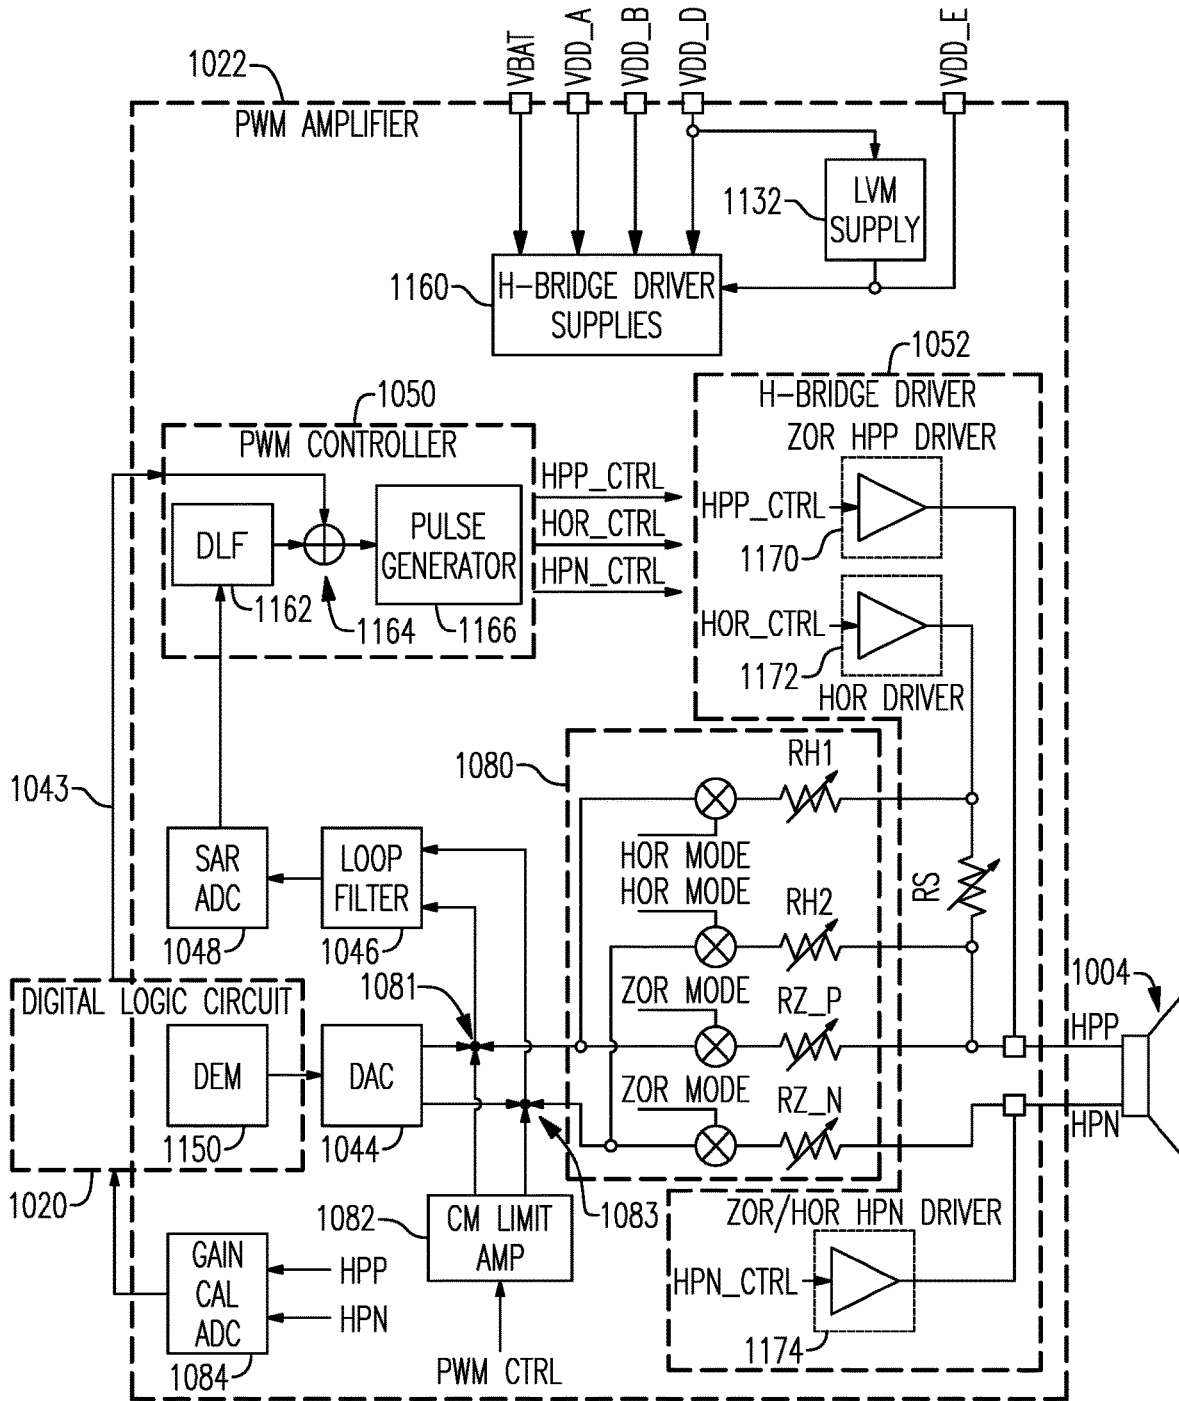 VBAT
VDD_A
VDD_B
VDD_D
VDD_E
1022
PWM AMPLIFIER
1132
LVM
SUPPLY
1160
H-BRIDGE DRIVER
SUPPLIES
1052
H-BRIDGE DRIVER
ZOR HPP DRIVER
HPP_CTRL
1170
HOR_CTRL
1172
HOR DRIVER
1050
PWM CONTROLLER
DLF
1162
1164
PULSE
GENERATOR
1166
HPP_CTRL
HOR_CTRL
HPN_CTRL
1043
1080
RH1
HOR MODE
HOR MODE
RH2
RS
ZOR MODE
RZ_P
ZOR MODE
RZ_N
SAR
ADC
1048
LOOP
FILTER
1046
1081
1004
HPP
HPN
DIGITAL LOGIC CIRCUIT
DEM
1150
DAC
1044
1020
1082
CM LIMIT
AMP
1083
ZOR/HOR HPN DRIVER
HPN_CTRL
1174
GAIN
CAL
ADC
1084
HPP
HPN
PWM CTRL